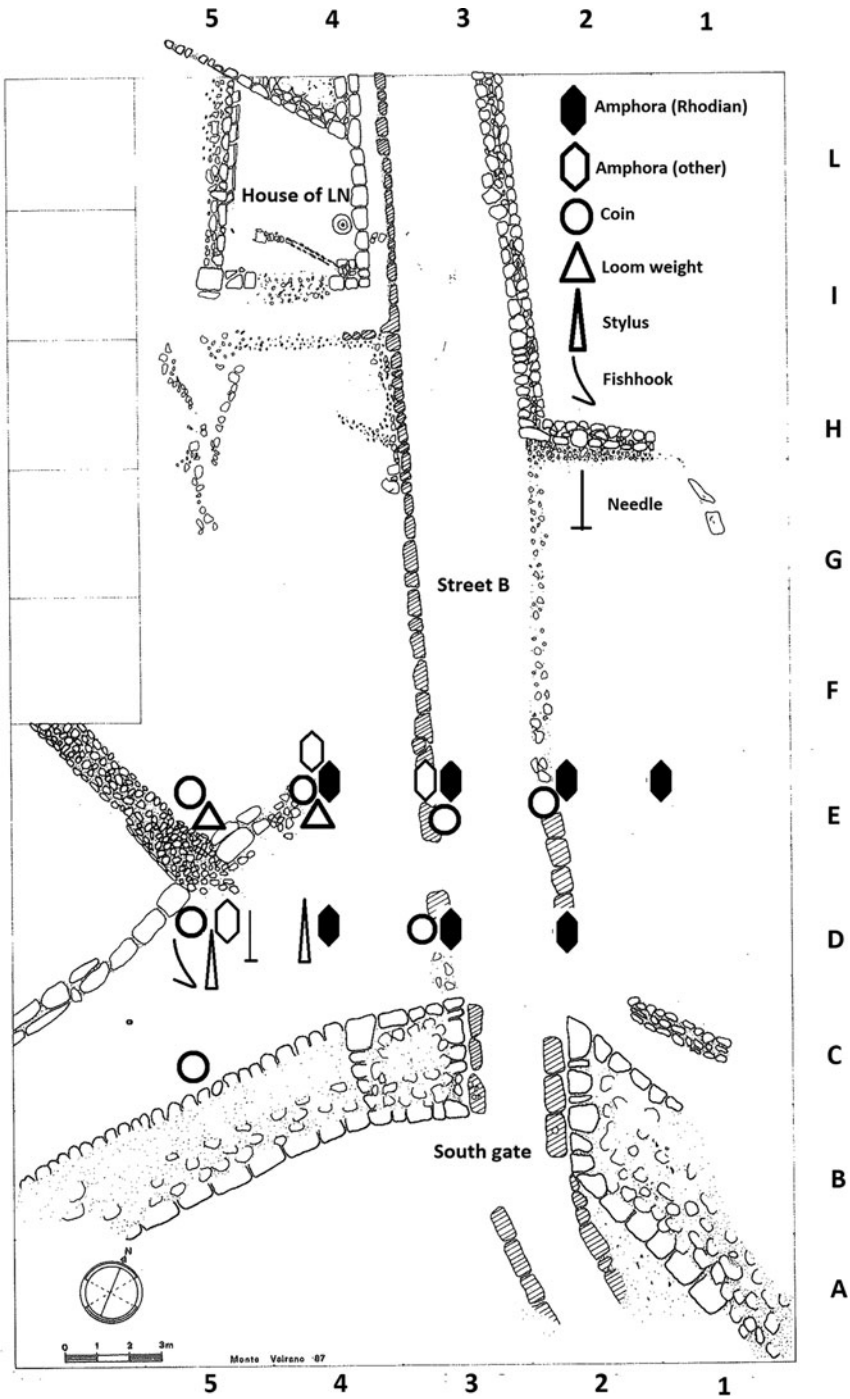 5 4 3 2 1
Amphora (Rhodian)
L
Amphora (other)
House of LN
Coin
Loom weight
I
Stylus
Fishhook
H
Needle
G
Street B
F
E
D
C
South gate
B
N
A
0 1 2 3m
Monte Vairano '87
5 4 3 2 1